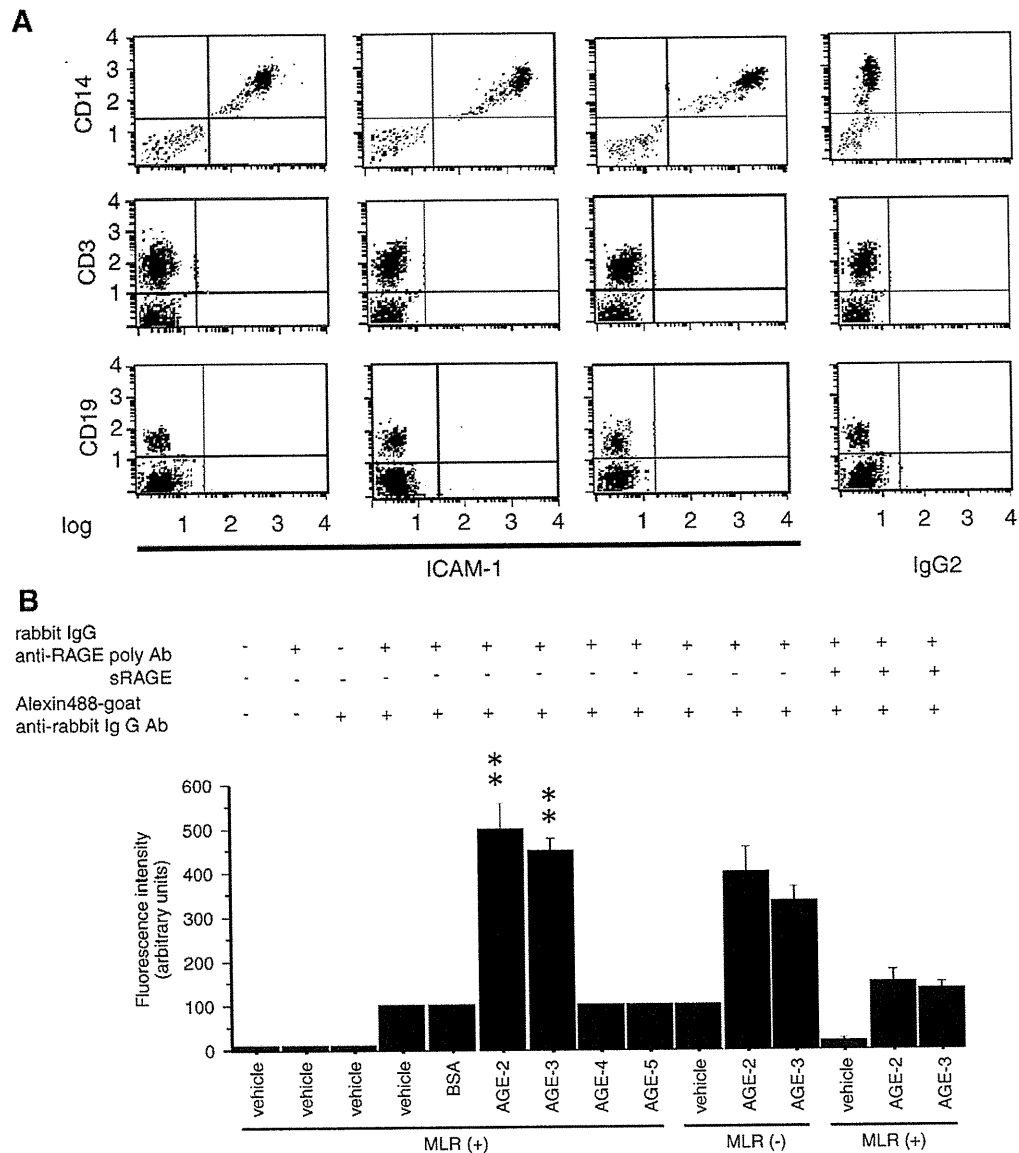 A
CD14
4
3
2
1
CD3
4
3
2
1
CD19
4
3
2
1
log
1 2 3 4
1 2 3 4
1 2 3 4
1 2 3 4
ICAM-1
IgG2
B
rabbit IgG
anti-RAGE poly Ab
- + - + + + + + + + + + + + +
sRAGE
- - - - - - - - - - - - + + +
Alexin488-goat
anti-rabbit Ig G Ab
- - + + + + + + + + + + + + +
Fluorescence intensity
(arbitrary units)
600
500
400
300
200
100
0
**
**
vehicle
vehicle
vehicle
vehicle
BSA
AGE-2
AGE-3
AGE-4
AGE-5
vehicle
AGE-2
AGE-3
vehicle
AGE-2
AGE-3
MLR (+)
MLR (-)
MLR (+)